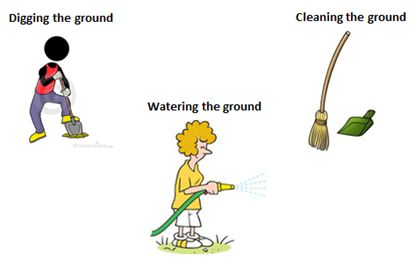 Digging the ground
Cleaning the ground
Watering the ground